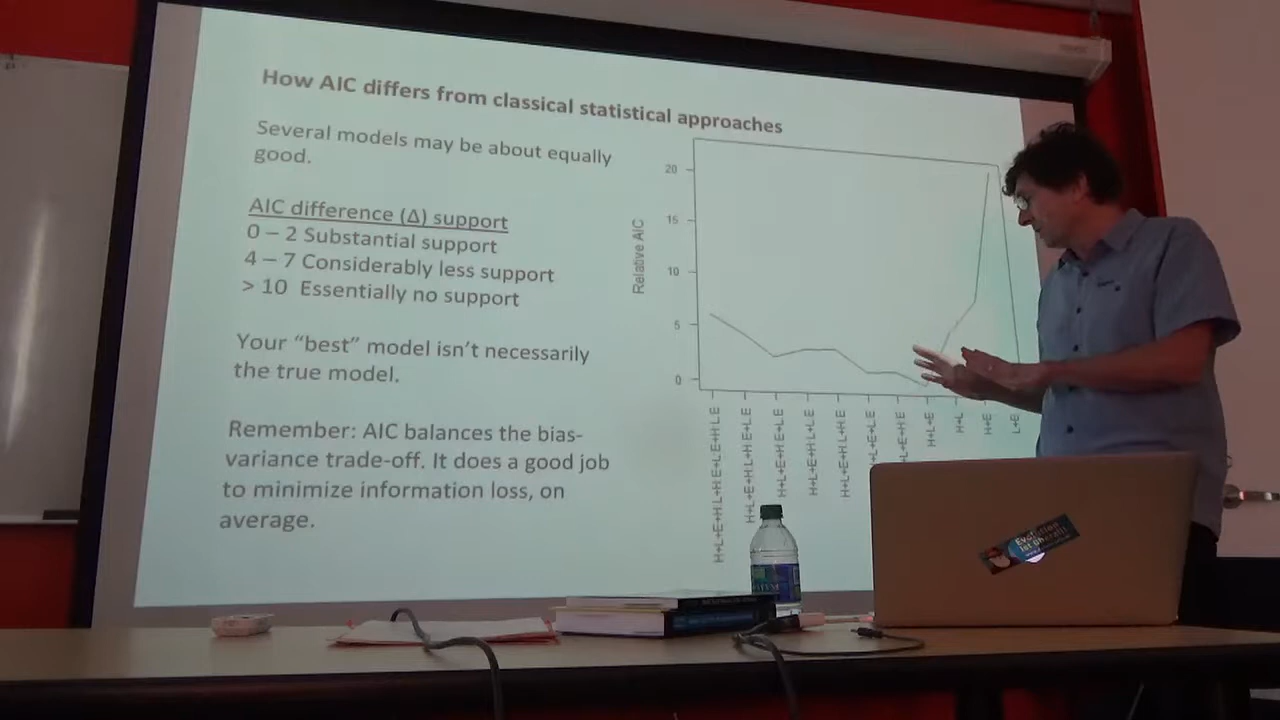 How AIC differs from classical statistical approaches
Several models may be about equally
good.
AIC difference (Δ) support
0 – 2 Substantial support
4 – 7 Considerably less support
> 10 Essentially no support
Your “best” model isn’t necessarily
the true model.
Remember: AIC balances the bias-
variance trade-off. It does a good job
to minimize information loss, on
average.
Relative AIC
20
15
10
5
0
H+L+E+H:L+H:E+L:E+H:L:E
H+L+E+H:L+H:E+L:E
H+L+E+H:E+L:E
H+L+E+H:L+L:E
H+L+E+H:L+H:E
+L+E+L:E
+L+E+H:E
H+L+E
H+L
H+E
L+E
Evolution
ist überall!